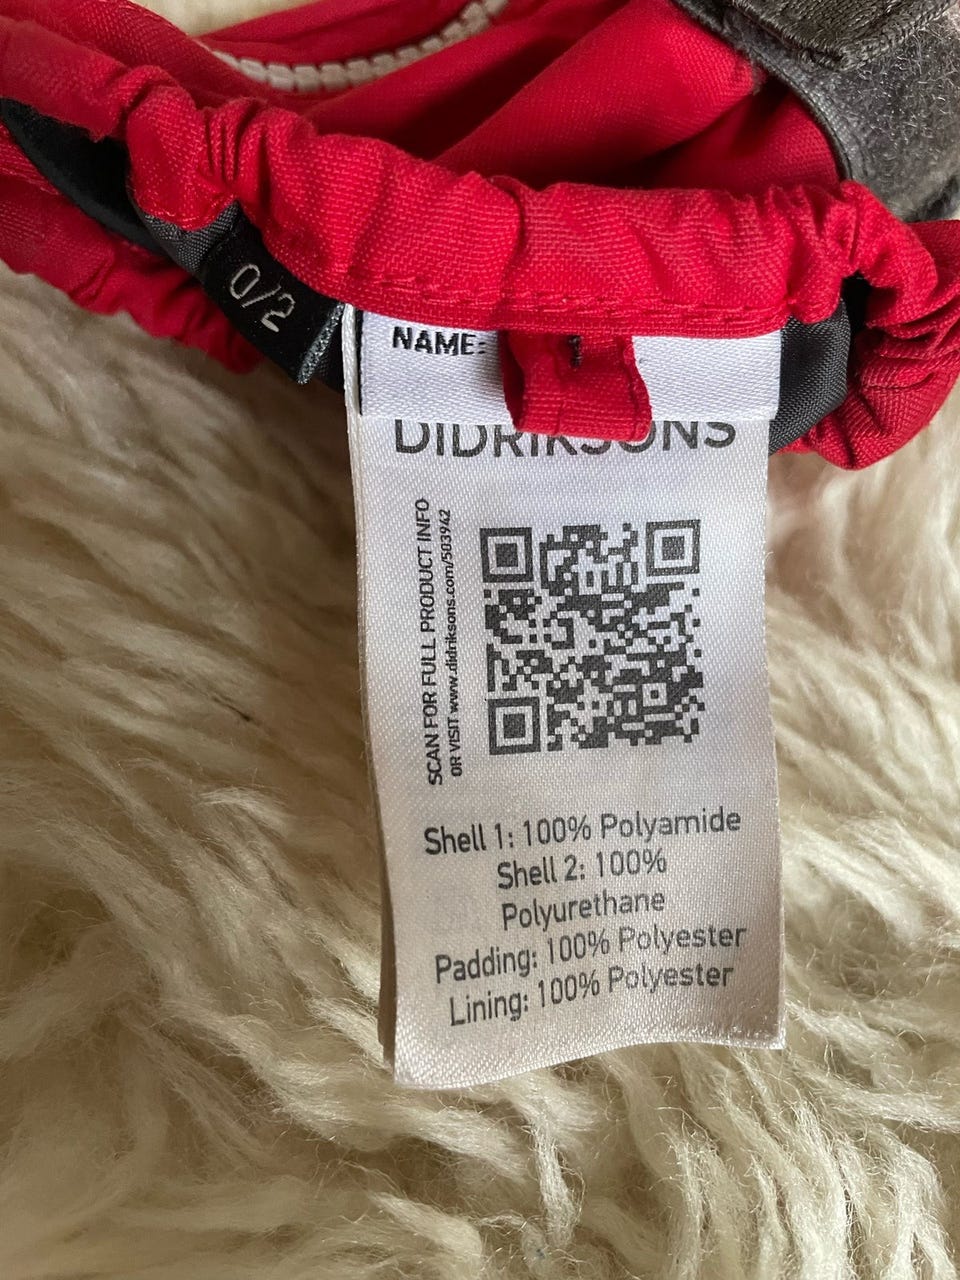 0/2
NAME:
DIDRIKSONS
SCAN FOR FULL PRODUCT INFO
OR VISIT www.didriksons.com/503942
Shell 1: 100% Polyamide
Shell 2: 100%
Polyurethane
Padding: 100% Polyester
Lining: 100% Polyester